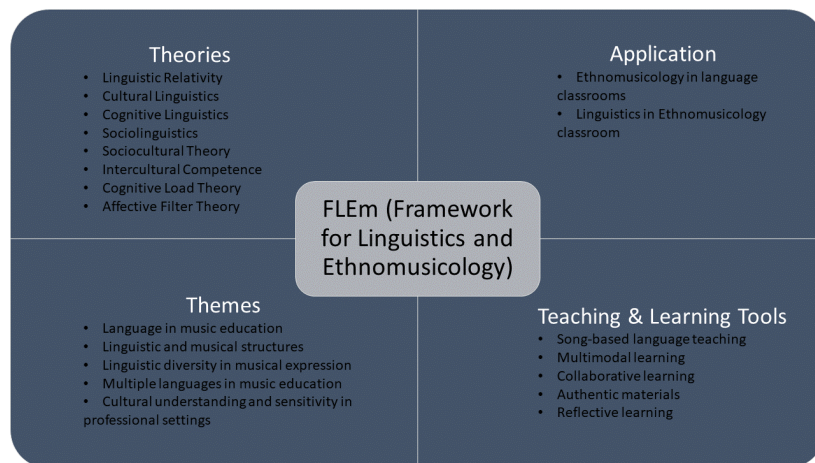 Theories
• Linguistic Relativity
• Cultural Linguistics
• Cognitive Linguistics
• Sociolinguistics
• Sociocultural Theory
• Intercultural Competence
• Cognitive Load Theory
• Affective Filter Theory
Application
• Ethnomusicology in language
classrooms
• Linguistics in Ethnomusicology
classroom
FLEm (Framework
for Linguistics and
Ethnomusicology)
Themes
• Language in music education
• Linguistic and musical structures
• Linguistic diversity in musical expression
• Multiple languages in music education
• Cultural understanding and sensitivity in
professional settings
Teaching & Learning Tools
• Song-based language teaching
• Multimodal learning
• Collaborative learning
• Authentic materials
• Reflective learning